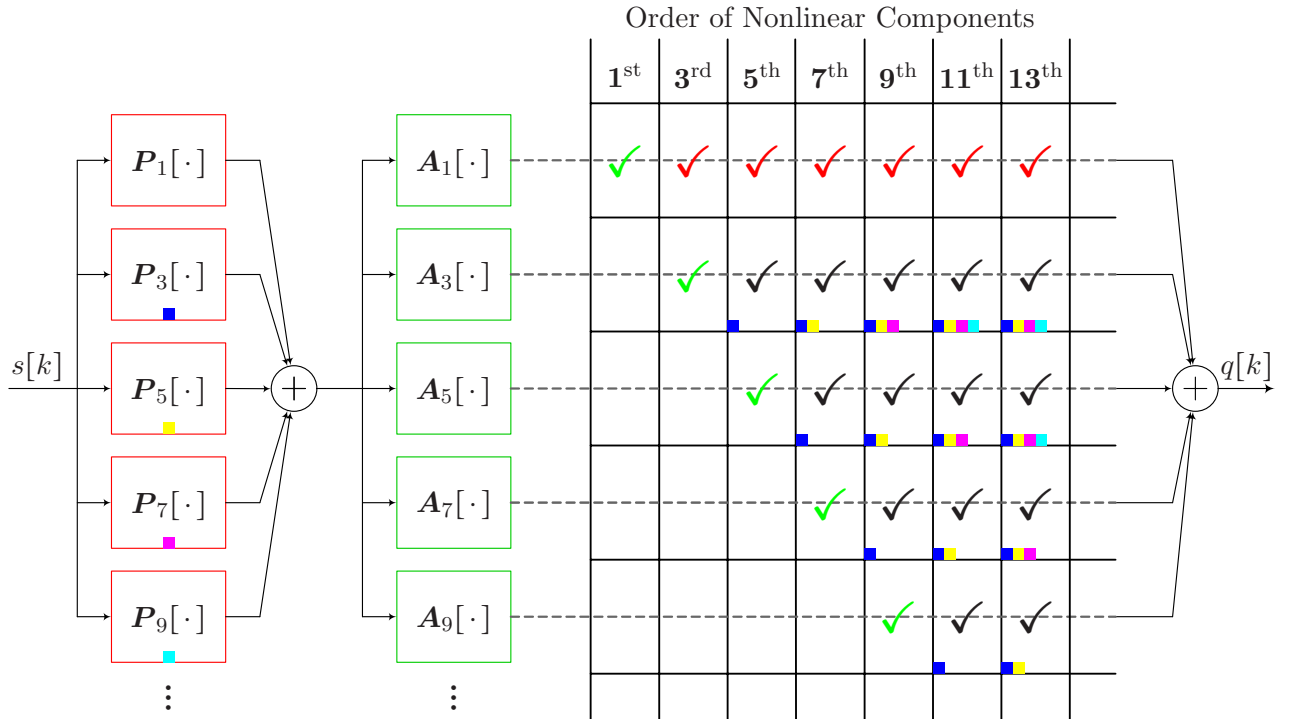 Order of Nonlinear Components
1st 3rd 5th 7th 9th 11th 13th
P1[·] A1[·]
P3[·] A3[·]
s[k] P5[·] + A5[·] + q[k]
P7[·] A7[·]
P9[·] A9[·]
⋮ ⋮